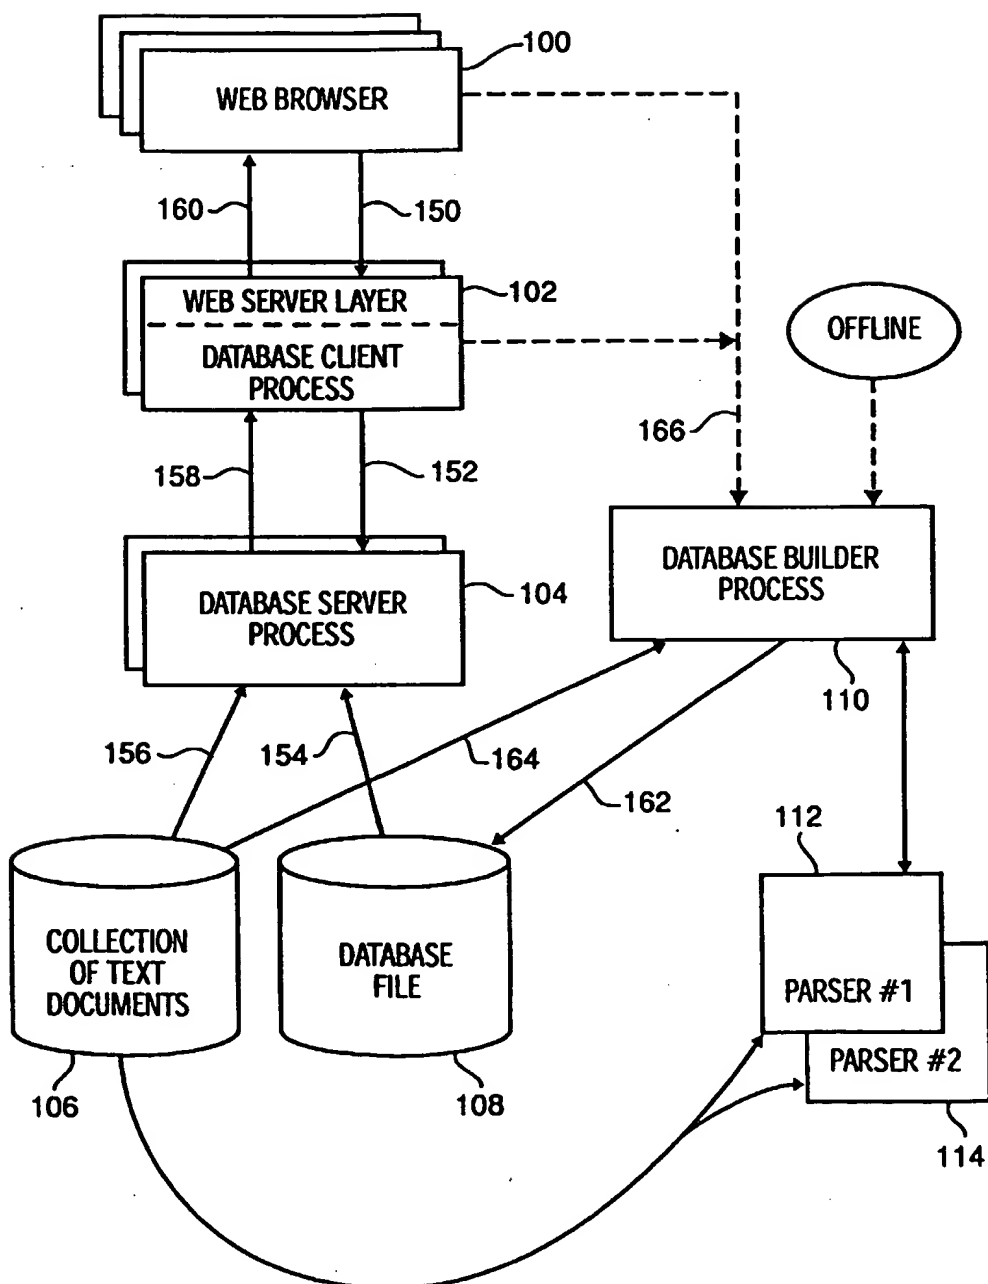 100
WEB BROWSER
160
150
WEB SERVER LAYER
102
DATABASE CLIENT
PROCESS
OFFLINE
166
158
152
DATABASE SERVER
PROCESS
104
DATABASE BUILDER
PROCESS
110
156
154
164
162
112
COLLECTION
OF TEXT
DOCUMENTS
DATABASE
FILE
PARSER #1
PARSER #2
106
108
114